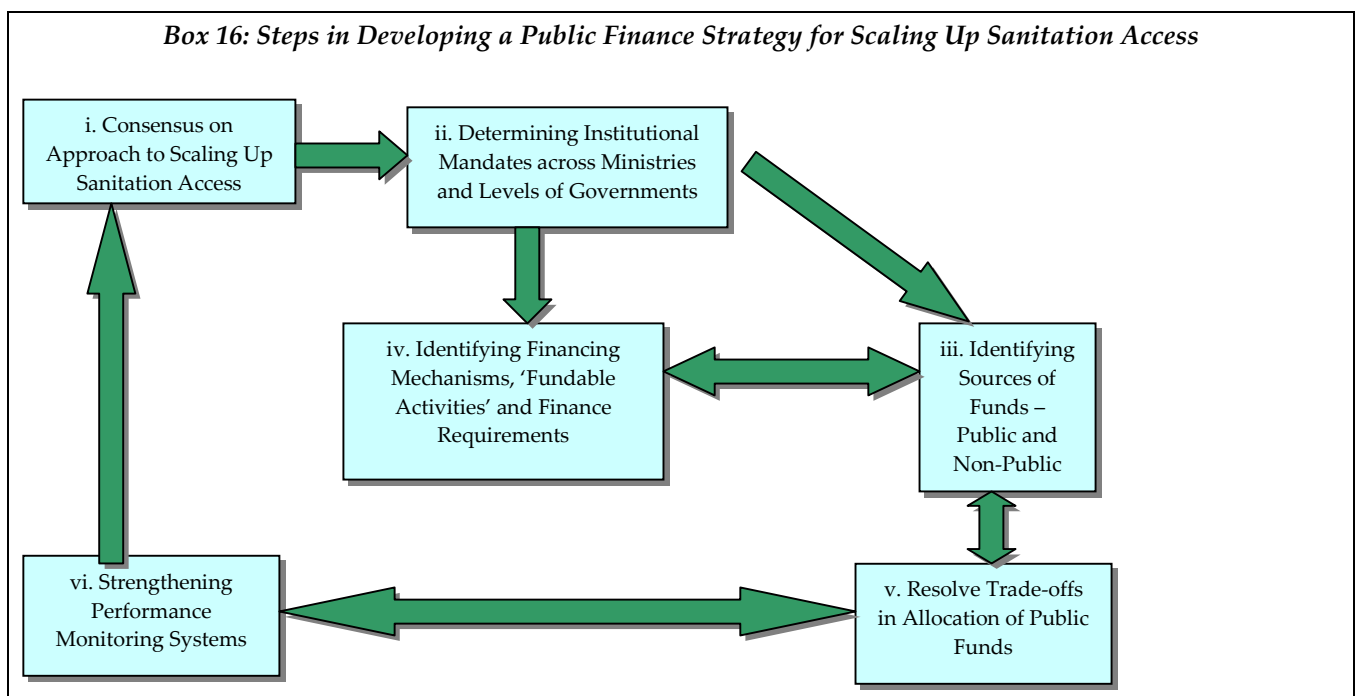 Box 16: Steps in Developing a Public Finance Strategy for Scaling Up Sanitation Access
i. Consensus on
Approach to Scaling Up
Sanitation Access
ii. Determining Institutional
Mandates across Ministries
and Levels of Governments
iv. Identifying Financing
Mechanisms, ‘Fundable
Activities’ and Finance
Requirements
iii. Identifying
Sources of
Funds –
Public and
Non-Public
vi. Strengthening
Performance
Monitoring Systems
v. Resolve Trade-offs
in Allocation of Public
Funds